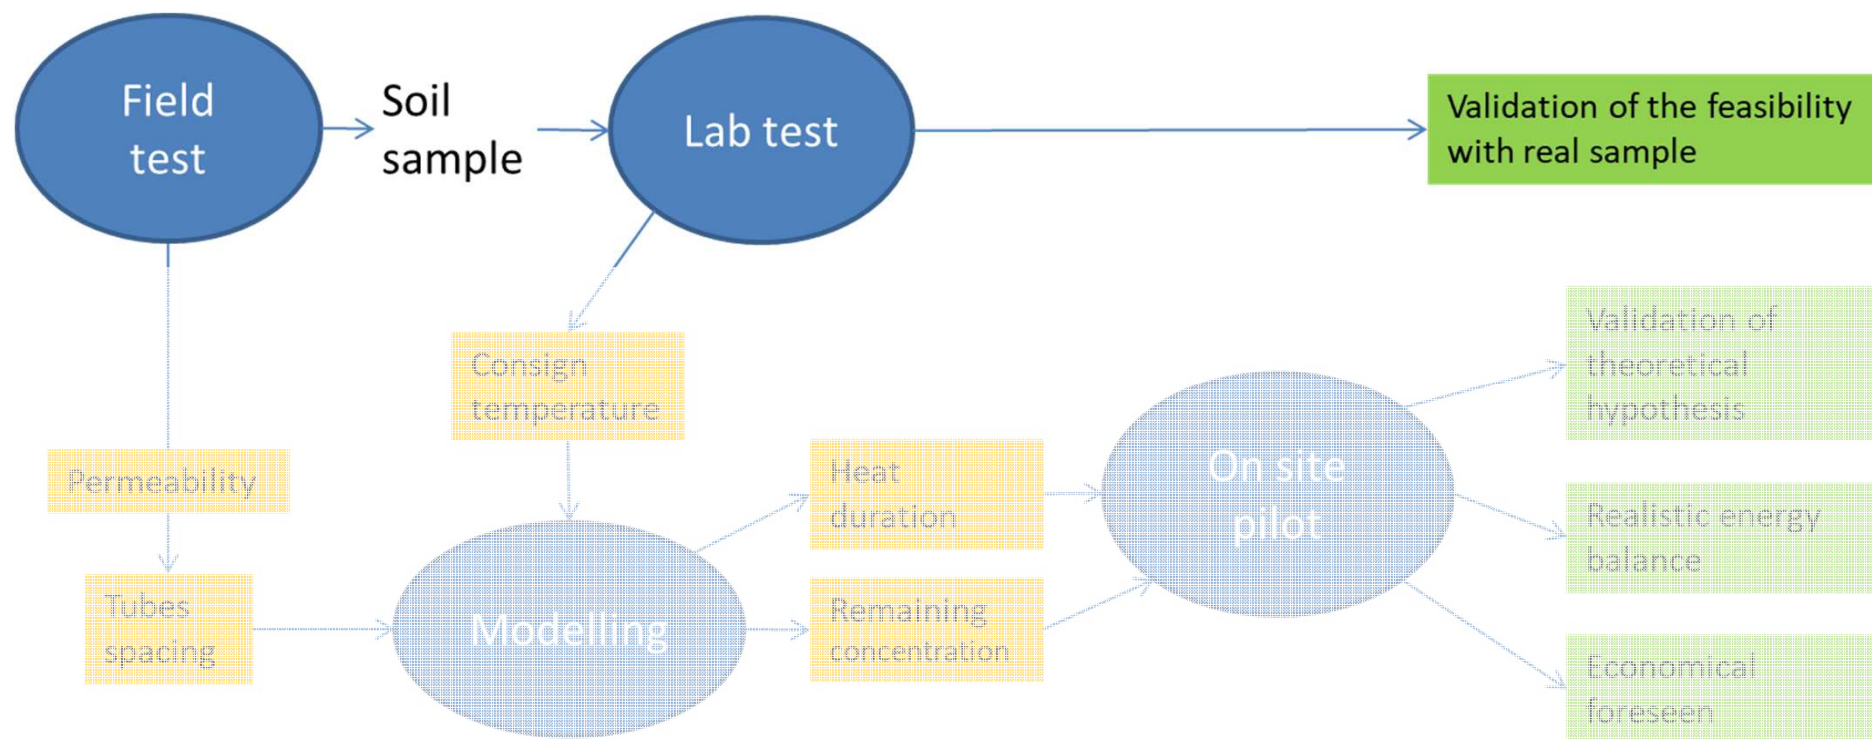 Field
test
Soil
sample
Lab test
Validation of the feasibility
with real sample
Consign
temperature
Permeability
Tubes
spacing
Modelling
Heat
duration
Remaining
concentration
On site
pilot
Validation of
theoretical
hypothesis
Realistic energy
balance
Economical
foreseen